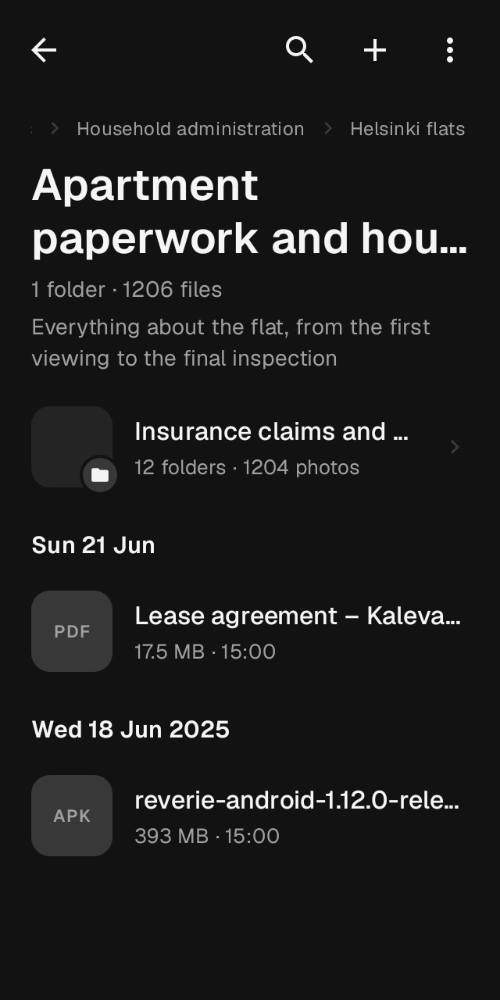 Household administration
Helsinki flats
Apartment
paperwork and hou...
1 folder · 1206 files
Everything about the flat, from the first
viewing to the final inspection
Insurance claims and ...
12 folders · 1204 photos
Sun 21 Jun
PDF
Lease agreement – Kaleva...
17.5 MB · 15:00
Wed 18 Jun 2025
APK
reverie-android-1.12.0-rele...
393 MB · 15:00